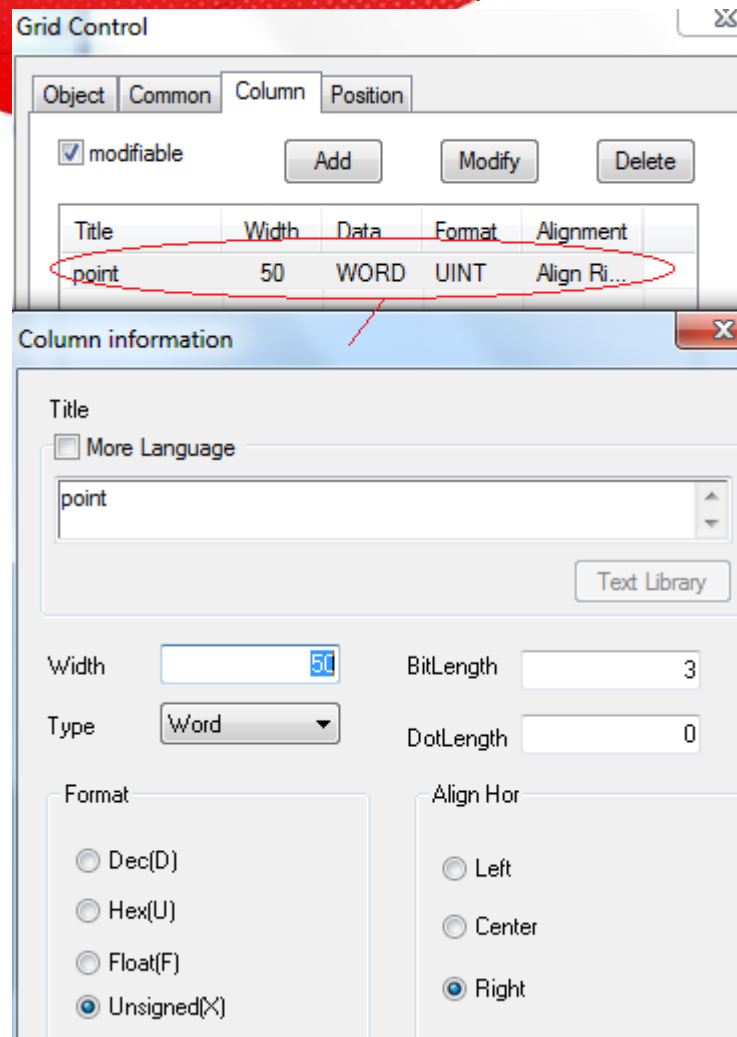 Grid Control
Object Common Column Position
modifiable Add Modify Delete
Title Width Data Format Alignment
point 50 WORD UINT Align Ri...
Column information
Title
More Language
point
Text Library
Width 50 BitLength 3
Type Word DotLength 0
Format Align Hor
Dec(D) Left
Hex(U) Center
Float(F) Right
Unsigned(X)